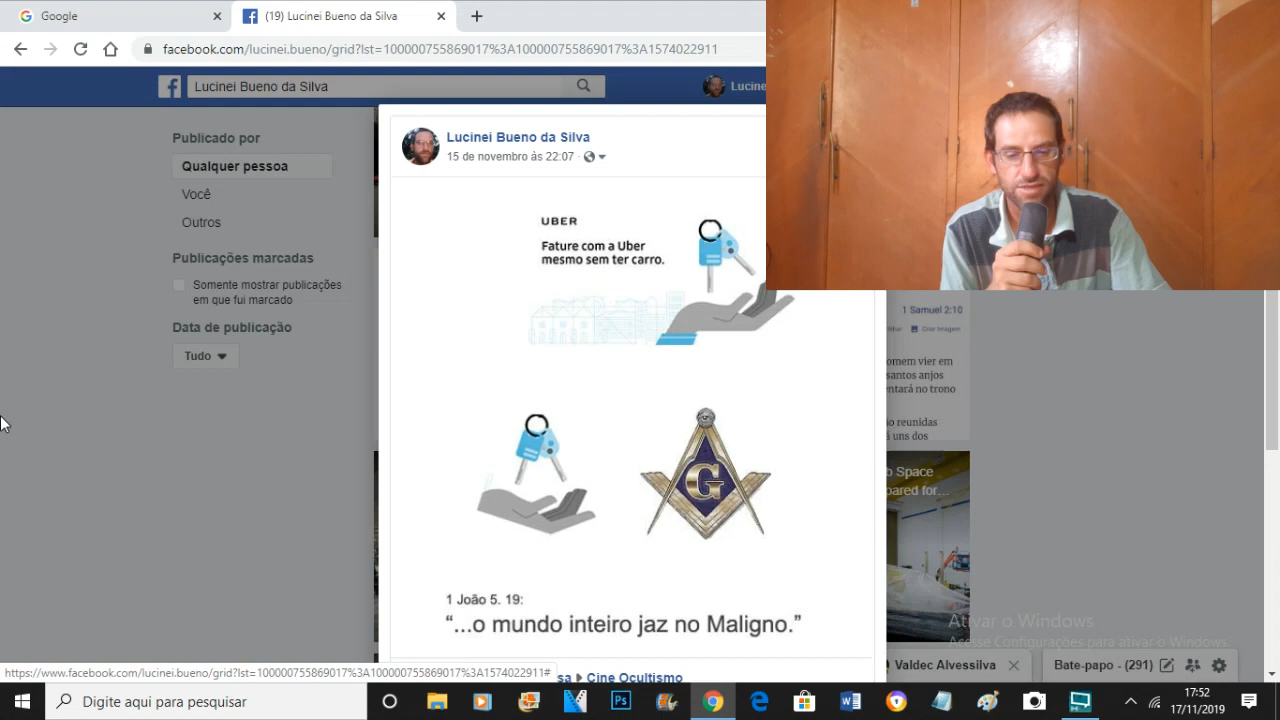 Google
(19) Lucinei Bueno da Silva
facebook.com/lucinei.bueno/grid?lst=100000755869017%3A100000755869017%3A1574022911
Lucinei Bueno da Silva
Lucine
Publicado por
Qualquer pessoa
Você
Outros
Publicações marcadas
Somente mostrar publicações
em que fui marcado
Data de publicação
Tudo
Lucinei Bueno da Silva
15 de novembro às 22:07
UBER
Fature com a Uber
mesmo sem ter carro.
G
1 João 5. 19:
“...o mundo inteiro jaz no Maligno.”
sa Cine Ocultismo
1 Samuel 2:10
Criar Imagem
omem vier em
santos anjos
entará no trono
ão reunidas
á uns dos
b Space
pared for...
Ativar o Windows
Acesse Configurações para ativar o Windows.
Valdec Alvessilva
Bate-papo - (291)
https://www.facebook.com/lucinei.bueno/grid?lst=100000755869017%3A100000755869017%3A1574022911#
Digite aqui para pesquisar
Ps
17:52
17/11/2019